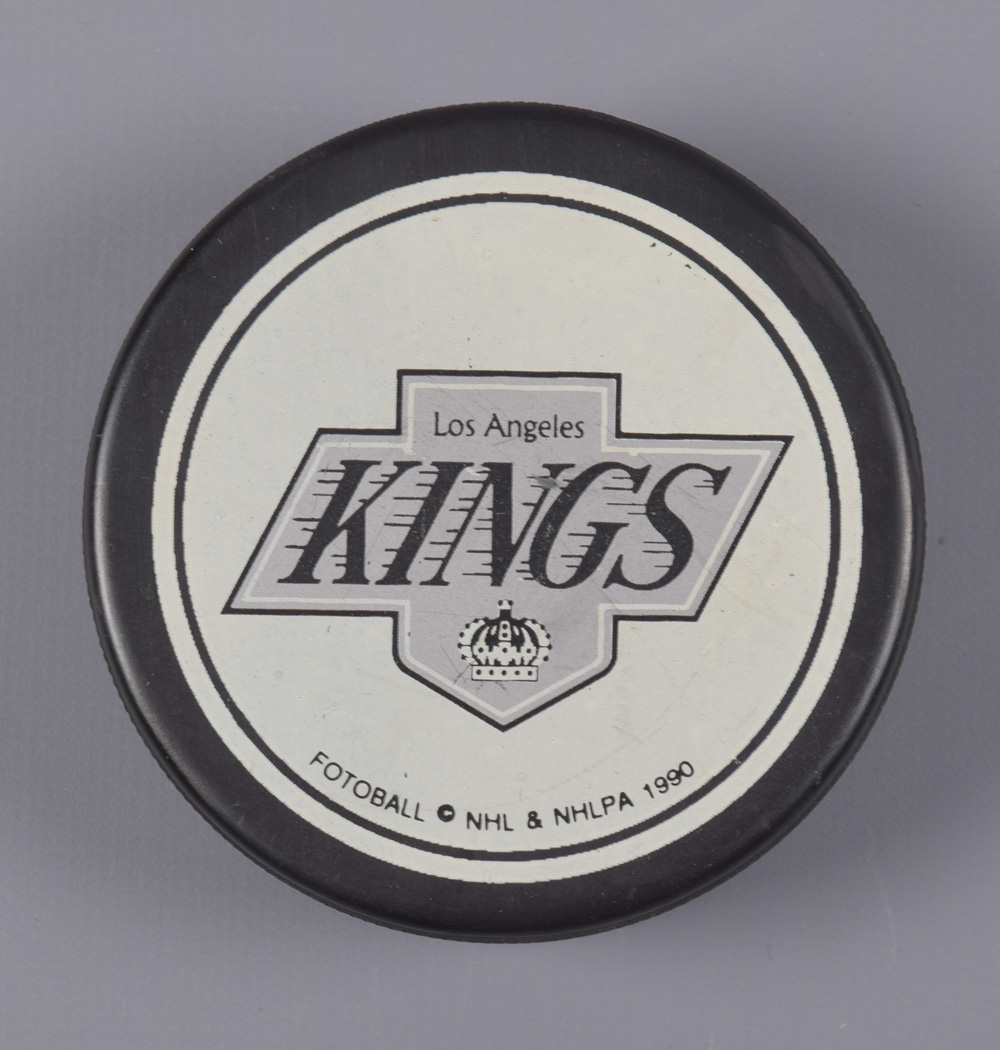 Los Angeles
KINGS
FOTOBALL © NHL & NHLPA 1990